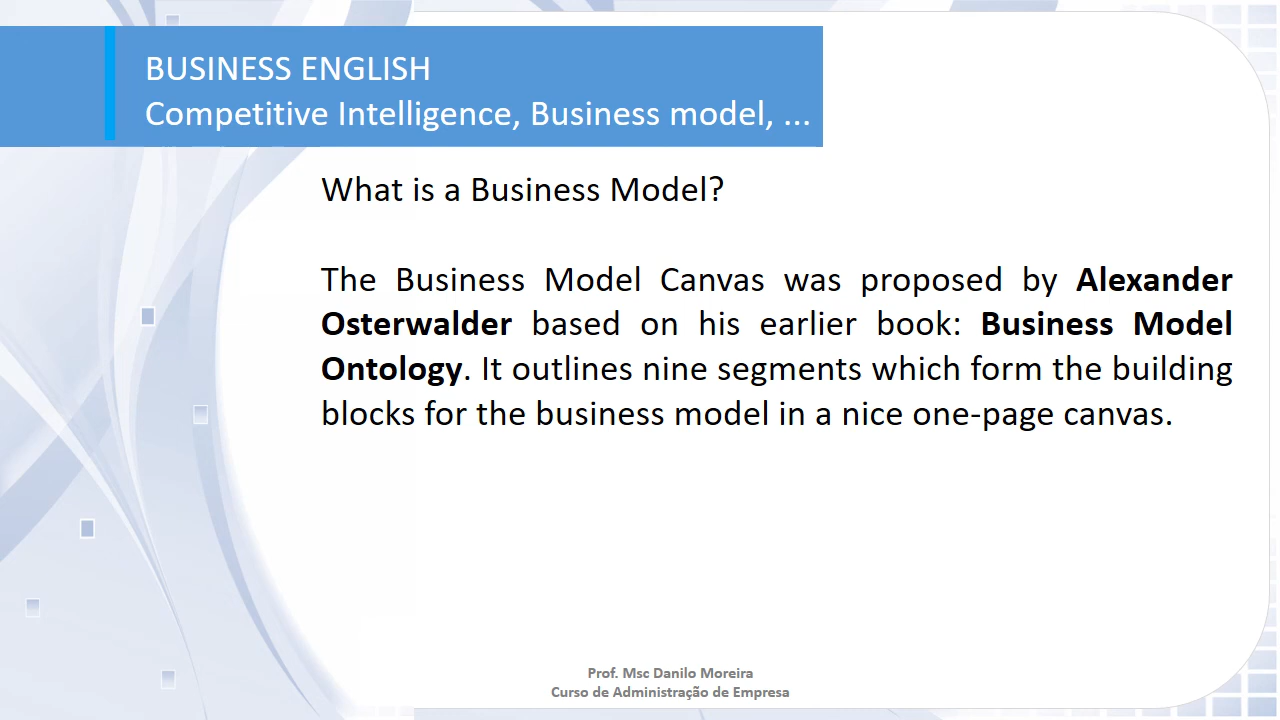 BUSINESS ENGLISH
Competitive Intelligence, Business model, ...
What is a Business Model?
The Business Model Canvas was proposed by Alexander
Osterwalder based on his earlier book: Business Model
Ontology. It outlines nine segments which form the building
blocks for the business model in a nice one-page canvas.
Prof. Msc Danilo Moreira
Curso de Administração de Empresa